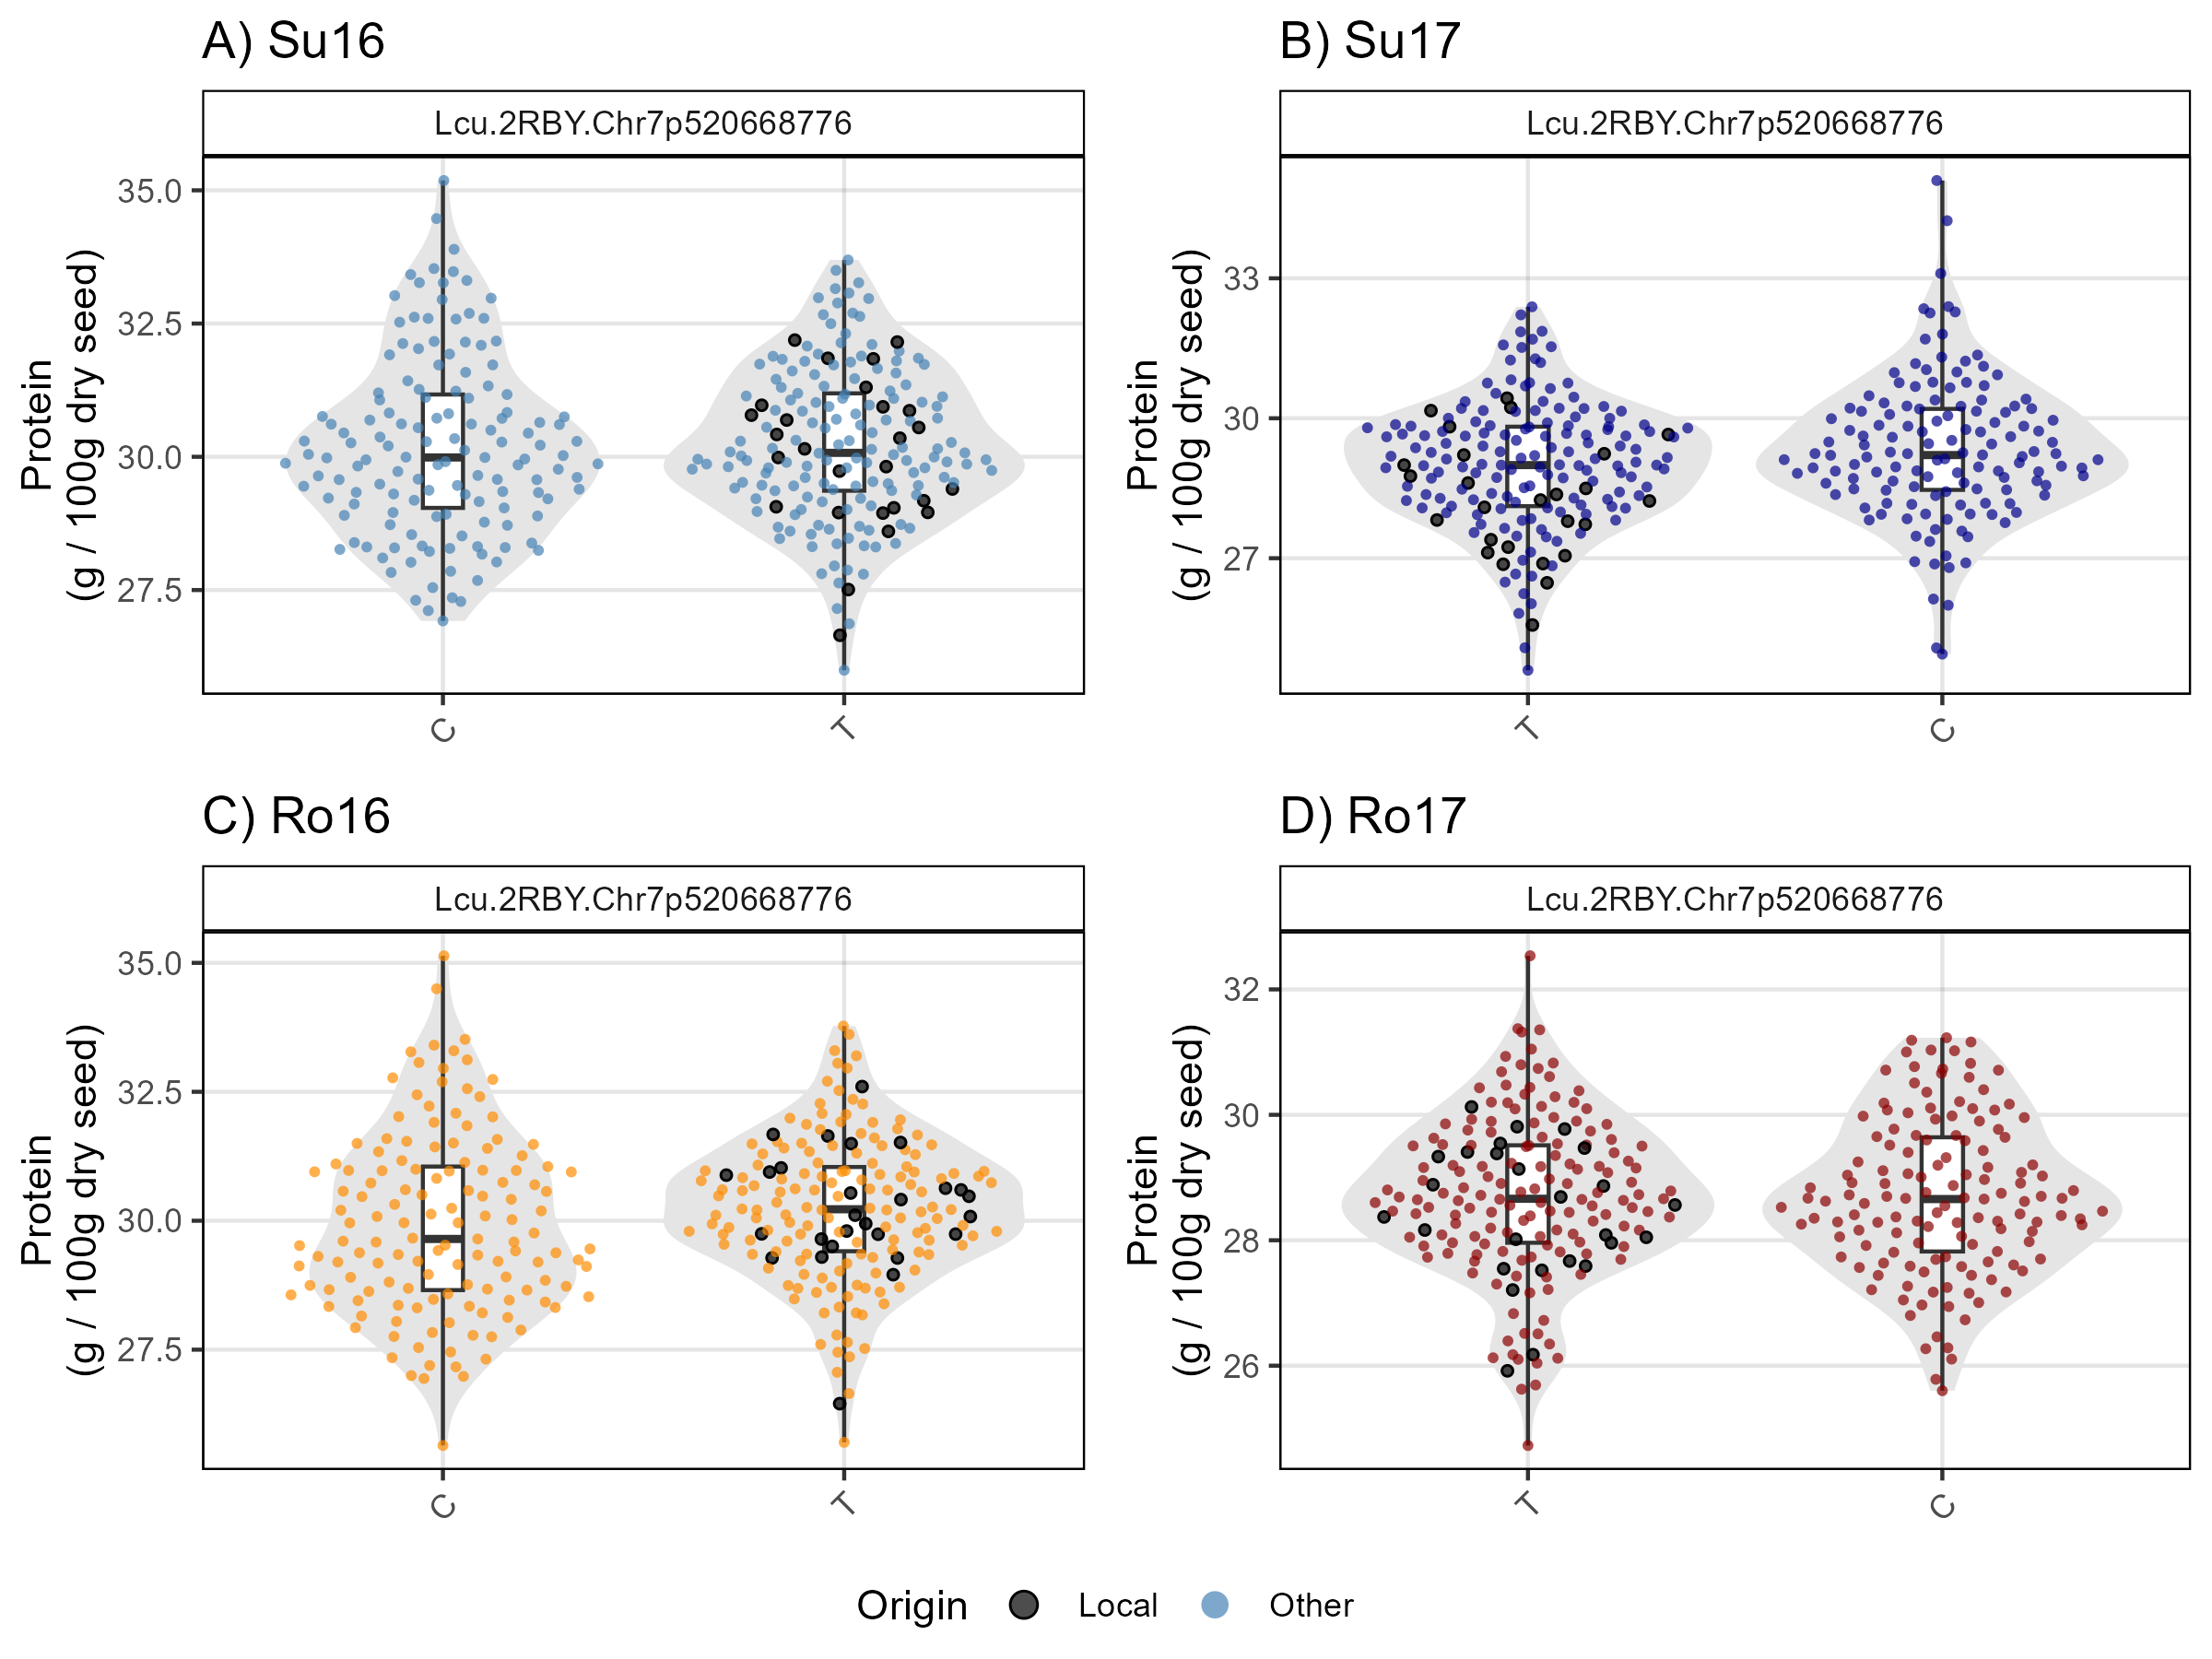 A) Su16
Lcu.2RBY.Chr7p520668776
Protein
(g / 100g dry seed)
35.0
32.5
30.0
27.5
C
T
B) Su17
Lcu.2RBY.Chr7p520668776
Protein
(g / 100g dry seed)
33
30
27
T
C
C) Ro16
Lcu.2RBY.Chr7p520668776
Protein
(g / 100g dry seed)
35.0
32.5
30.0
27.5
C
T
D) Ro17
Lcu.2RBY.Chr7p520668776
Protein
(g / 100g dry seed)
32
30
28
26
T
C
Origin Local Other